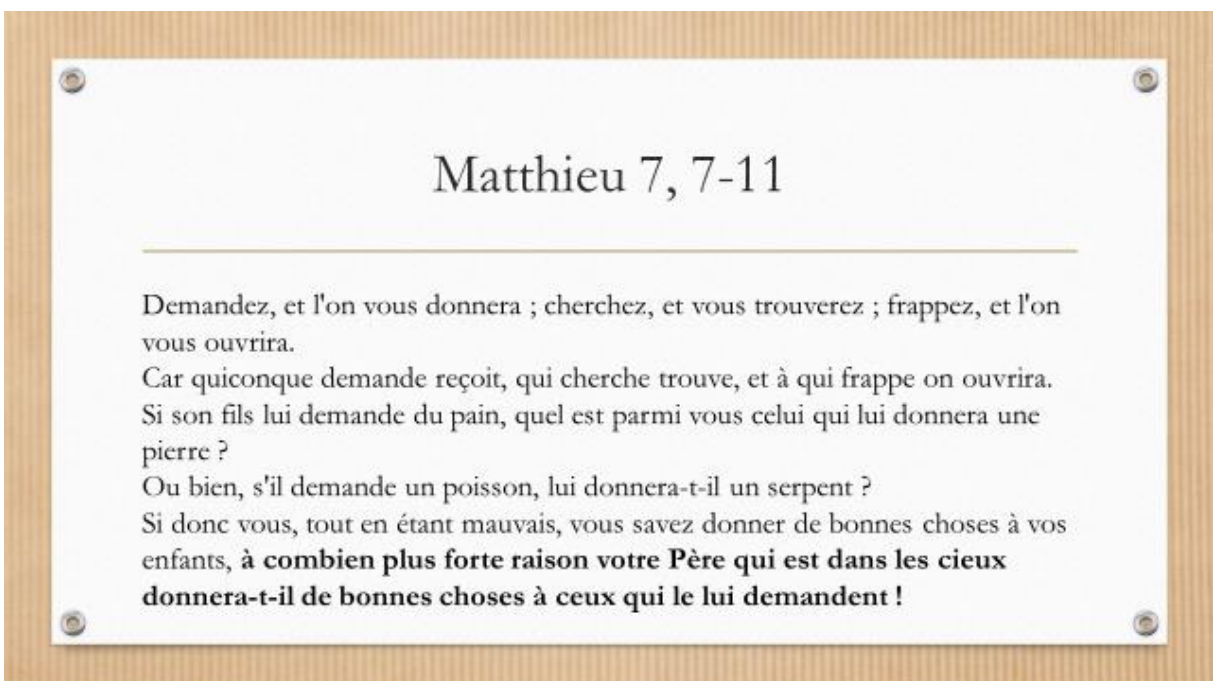 Matthieu 7, 7-11
Demandez, et l'on vous donnera ; cherchez, et vous trouverez ; frappez, et l'on
vous ouvrira.
Car quiconque demande reçoit, qui cherche trouve, et à qui frappe on ouvrira.
Si son fils lui demande du pain, quel est parmi vous celui qui lui donnera une
pierre ?
Ou bien, s'il demande un poisson, lui donnera-t-il un serpent ?
Si donc vous, tout en étant mauvais, vous savez donner de bonnes choses à vos
enfants, à combien plus forte raison votre Père qui est dans les cieux
donnera-t-il de bonnes choses à ceux qui le lui demandent !